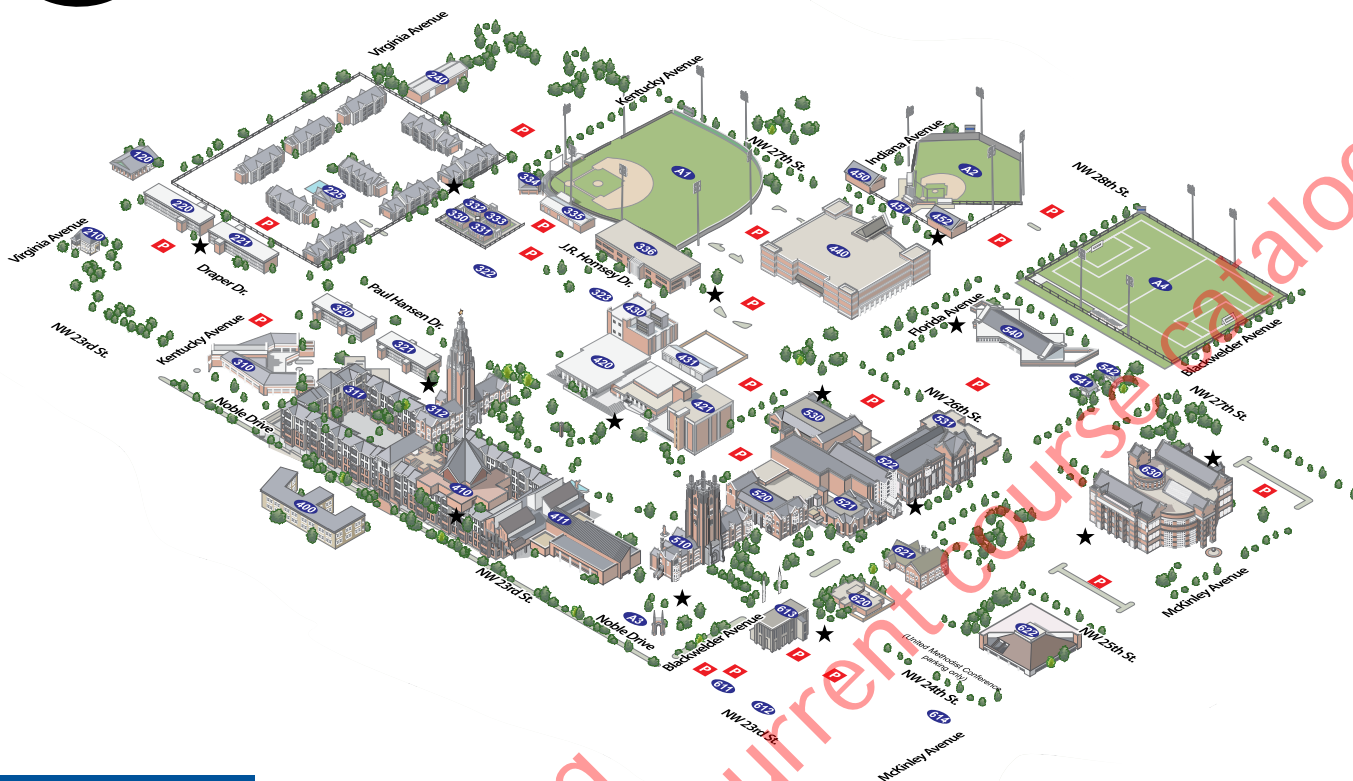 Virginia Avenue
240
Kentucky Avenue
P
NW 27th St.
Indiana Avenue
120
334
A1
450
A2
NW 28th St.
225
220
332
333
330
331
335
451
452
P
P
P
P
Virginia Avenue
210
221
P
P
336
440
P
J.R. Homsey Dr.
322
Draper Dr.
323
A4
Paul Hansen Dr.
320
430
P
Florida Avenue
540
Blackwelder Avenue
NW 23rd St.
Kentucky Avenue
P
321
310
420
431
541
542
P
P
311
312
421
P
530
531
NW 26th St.
NW 27th St.
Noble Drive
P
522
630
410
520
521
P
400
411
510
621
P
NW 23rd St.
620
McKinley Avenue
A3
Noble Drive
613
622
NW 25th St.
Blackwelder Avenue
(United Methodist Conference
parking only)
P
P
P
P
611
NW 24th St.
612
NW 23rd St.
614
McKinley Avenue
current course catalog